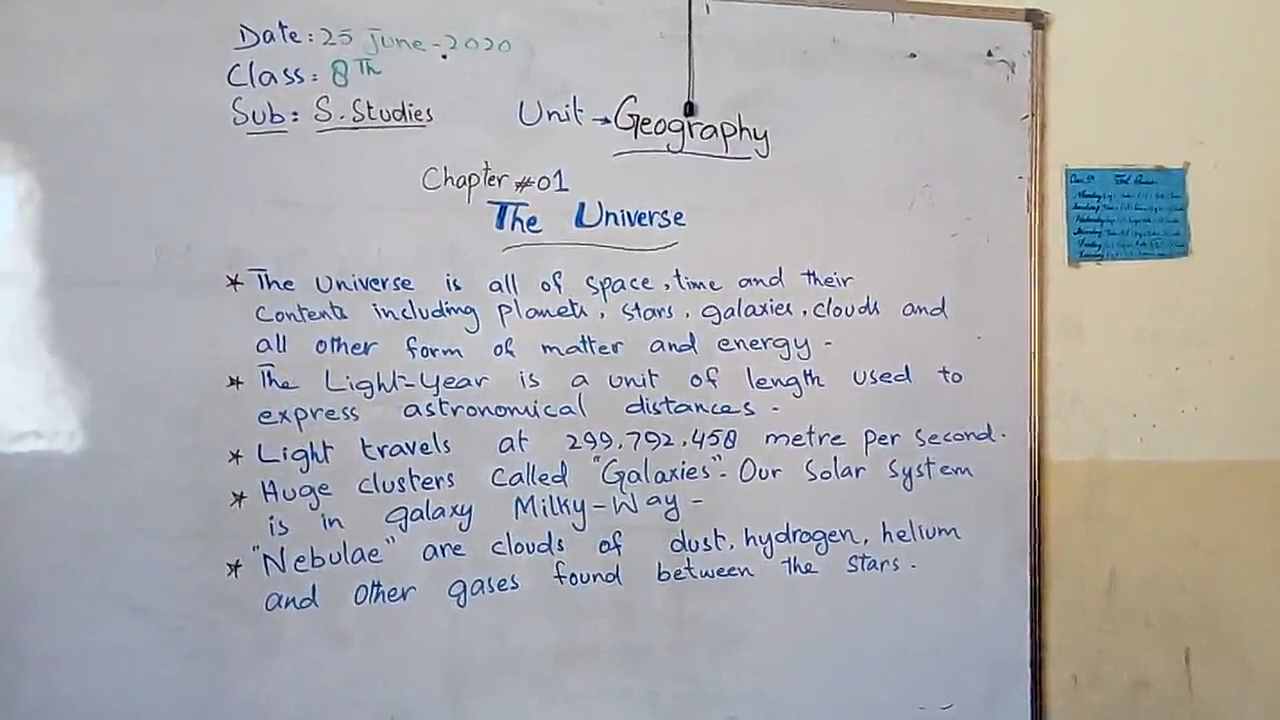 Date: 25 June-2020
Class: 8Th
Sub: S. Studies
Unit → Geography
Chapter #01
The Universe
* The Universe is all of space, time and their
Contents including planets, stars, galaxies, clouds and
all other form of matter and energy -
* The Light-Year is a unit of length used to
express astronomical distances.
* Light travels at 299,792,458 metre per second.
* Huge clusters called "Galaxies". Our Solar System
is in galaxy Milky-Way -
* "Nebulae" are clouds of dust, hydrogen, helium
and other gases found between the stars.